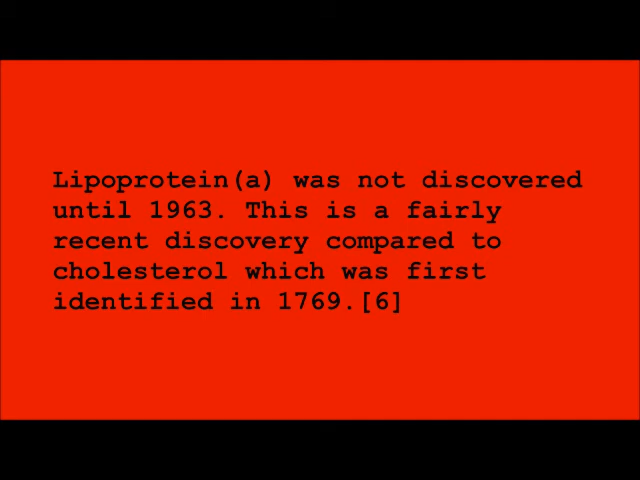 Lipoprotein(a) was not discovered
until 1963. This is a fairly
recent discovery compared to
cholesterol which was first
identified in 1769.[6]